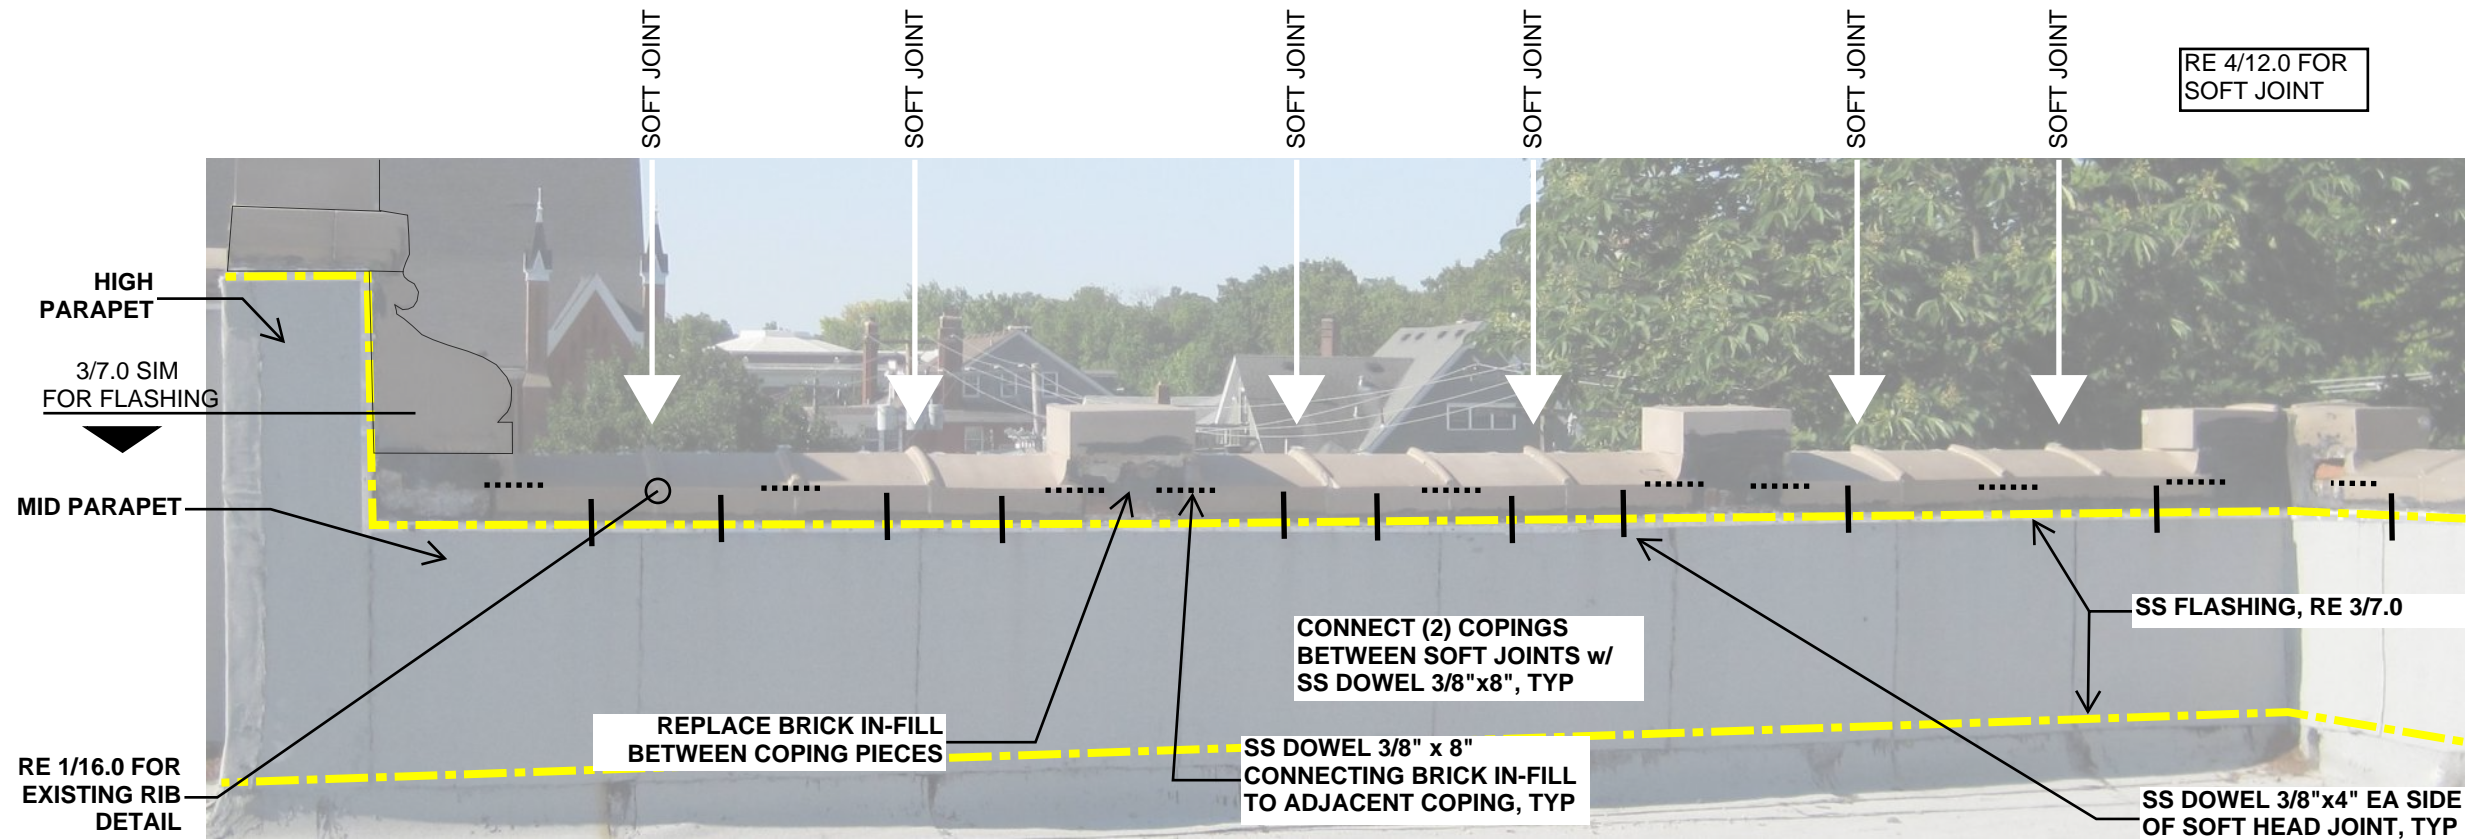 SOFT JOINT
SOFT JOINT
SOFT JOINT
SOFT JOINT
SOFT JOINT
SOFT JOINT
RE 4/12.0 FOR
SOFT JOINT
HIGH
PARAPET
3/7.0 SIM
FOR FLASHING
MID PARAPET
RE 1/16.0 FOR
EXISTING RIB
DETAIL
REPLACE BRICK IN-FILL
BETWEEN COPING PIECES
CONNECT (2) COPINGS
BETWEEN SOFT JOINTS w/
SS DOWEL 3/8"x8", TYP
SS DOWEL 3/8" x 8"
CONNECTING BRICK IN-FILL
TO ADJACENT COPING, TYP
SS FLASHING, RE 3/7.0
SS DOWEL 3/8"x4" EA SIDE
OF SOFT HEAD JOINT, TYP